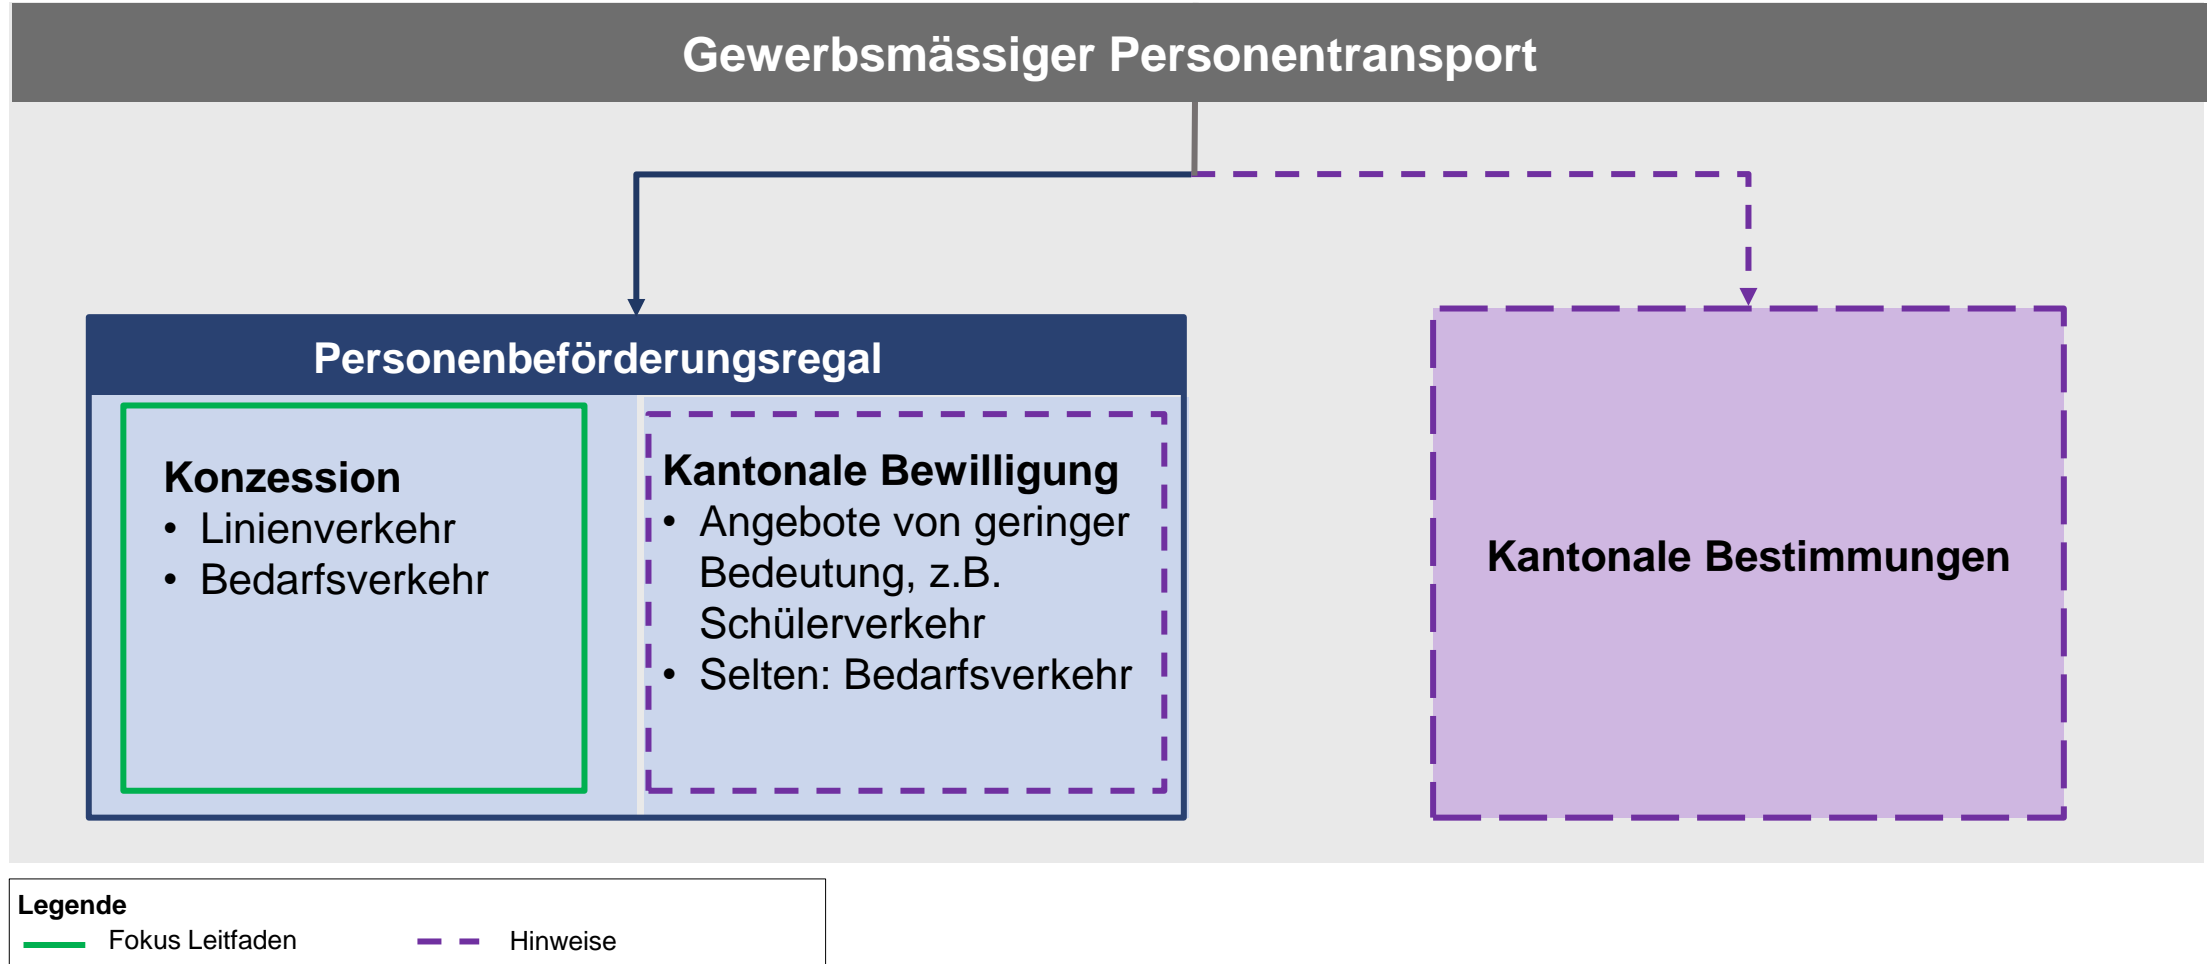 Gewerbsmässiger Personentransport
Personenbeförderungsregal
Konzession
• Linienverkehr
• Bedarfsverkehr
Kantonale Bewilligung
• Angebote von geringer
Bedeutung, z.B.
Schülerverkehr
• Selten: Bedarfsverkehr
Kantonale Bestimmungen
Legende
Fokus Leitfaden
Hinweise